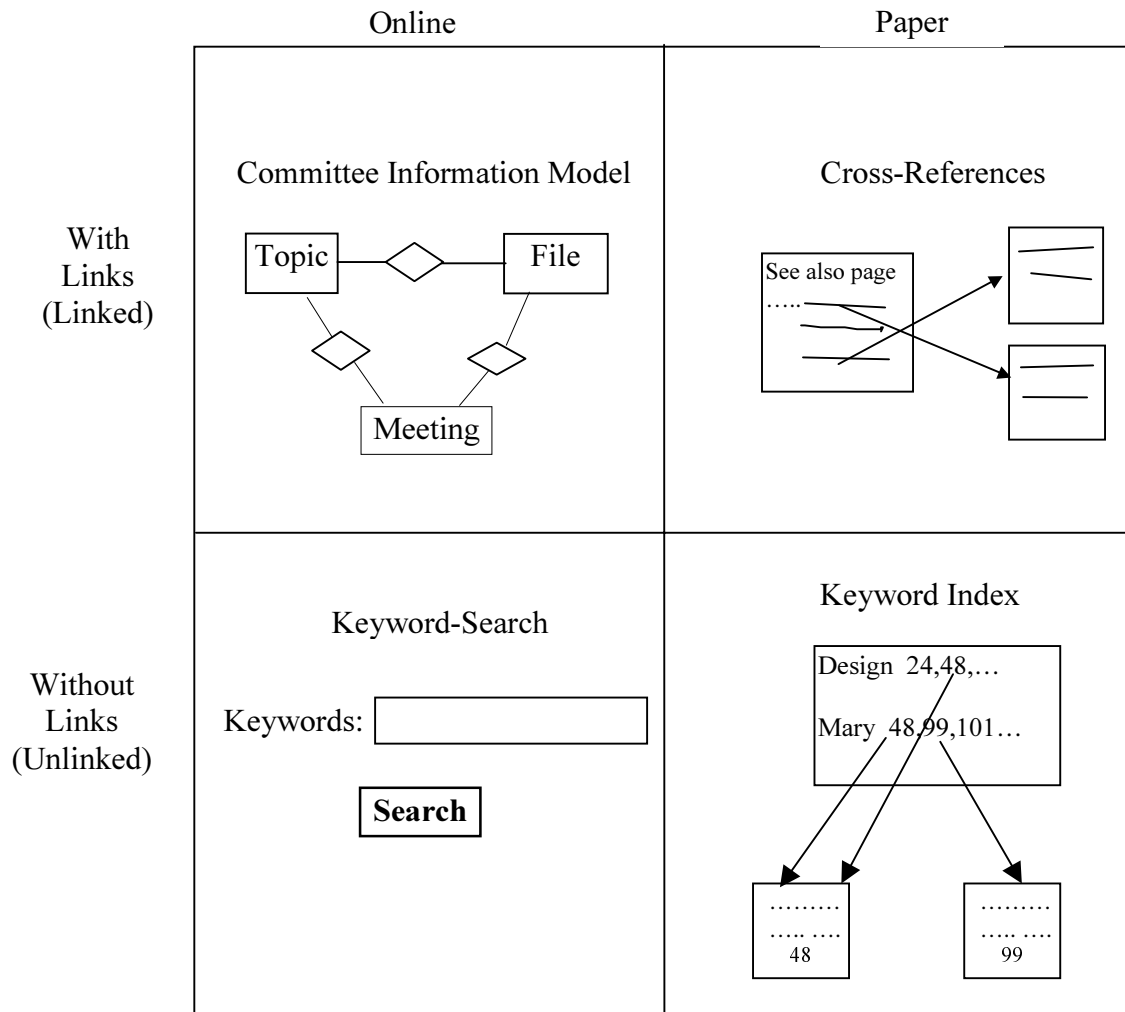 Online
Paper
With
Links
(Linked)
Committee Information Model
Topic
File
Meeting
Cross-References
See also page
…..
Without
Links
(Unlinked)
Keyword-Search
Keywords:
Search
Keyword Index
Design 24,48,…
Mary 48,99,101…
………
….. ….
48
………
….. ….
99